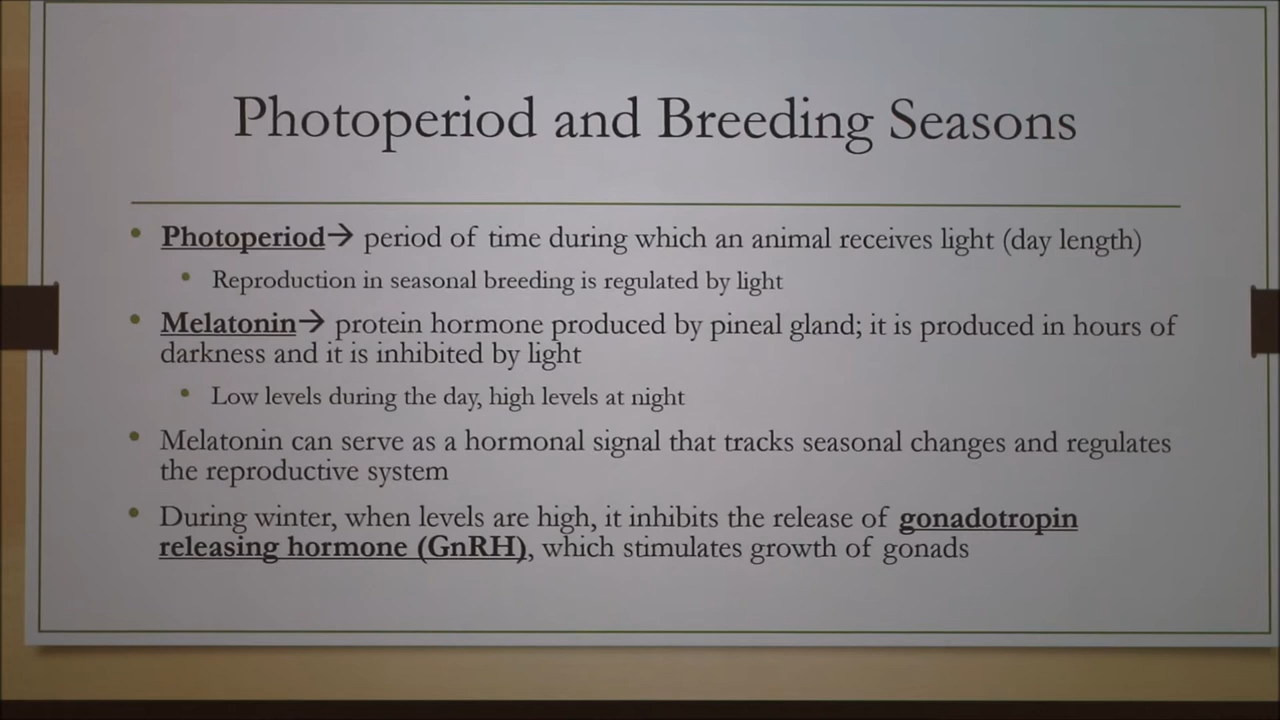 Photoperiod and Breeding Seasons
• Photoperiod→ period of time during which an animal receives light (day length)
• Reproduction in seasonal breeding is regulated by light
• Melatonin→ protein hormone produced by pineal gland; it is produced in hours of
darkness and it is inhibited by light
• Low levels during the day, high levels at night
• Melatonin can serve as a hormonal signal that tracks seasonal changes and regulates
the reproductive system
• During winter, when levels are high, it inhibits the release of gonadotropin
releasing hormone (GnRH), which stimulates growth of gonads